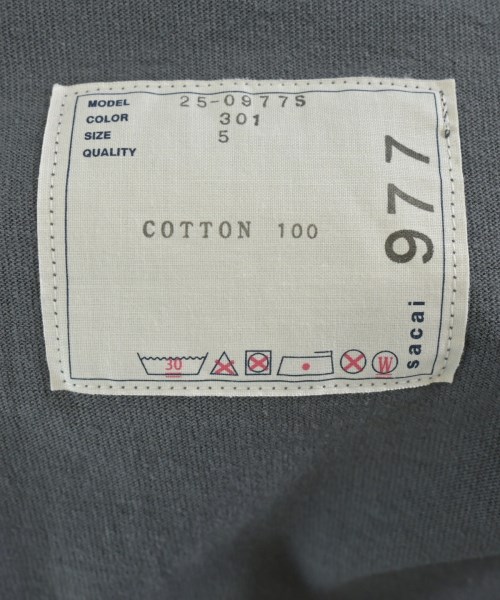 MODEL 25-0977S
COLOR 301
SIZE 5
QUALITY
COTTON 100
sacai 977
30
W